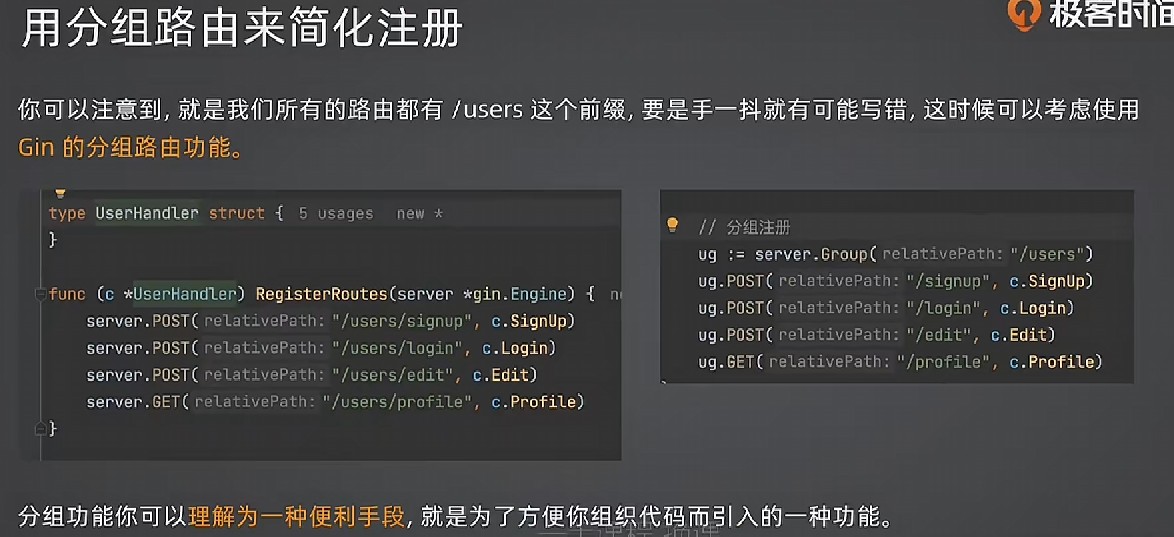 用分组路由来简化注册
极客时间
你可以注意到, 就是我们所有的路由都有 /users 这个前缀, 要是手一抖就有可能写错, 这时候可以考虑使用
Gin 的分组路由功能。
type UserHandler struct { 5 usages new *
}
func (c *UserHandler) RegisterRoutes(server *gin.Engine) {
server.POST( relativePath: "/users/signup", c.SignUp)
server.POST( relativePath: "/users/login", c.Login)
server.POST( relativePath: "/users/edit", c.Edit)
server.GET( relativePath: "/users/profile", c.Profile)
}
// 分组注册
ug := server.Group( relativePath: "/users")
ug.POST( relativePath: "/signup", c.SignUp)
ug.POST( relativePath: "/login", c.Login)
ug.POST( relativePath: "/edit", c.Edit)
ug.GET( relativePath: "/profile", c.Profile)
分组功能你可以理解为一种便利手段, 就是为了方便你组织代码而引入的一种功能。